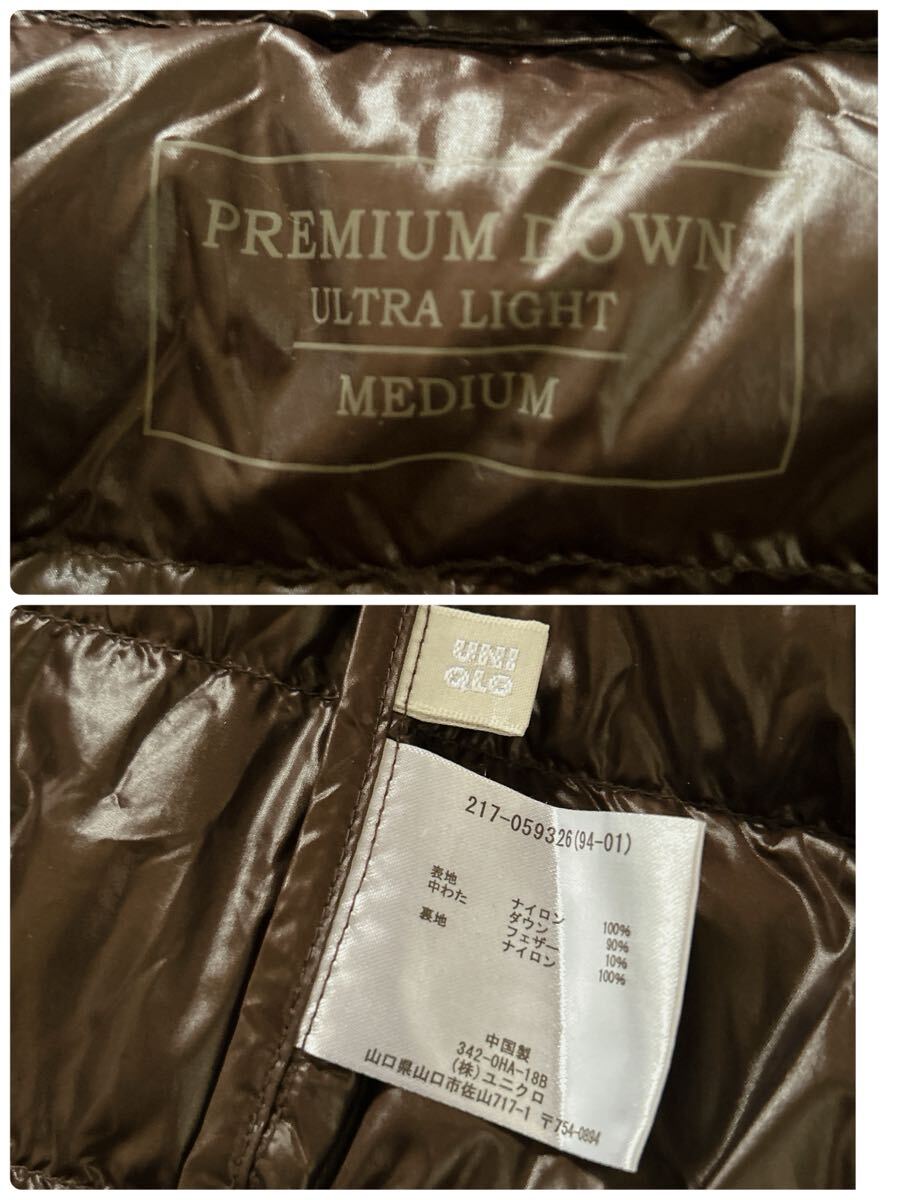 PREMIUM DOWN
ULTRA LIGHT
MEDIUM
UNI
QLO
217-059326(94-01)
表地 ナイロン 100%
中わた ダウン 90%
フェザー 10%
裏地 ナイロン 100%
中国製
342-OHA-18B
(株)ユニクロ
山口県山口市佐山717-1 〒754-0894